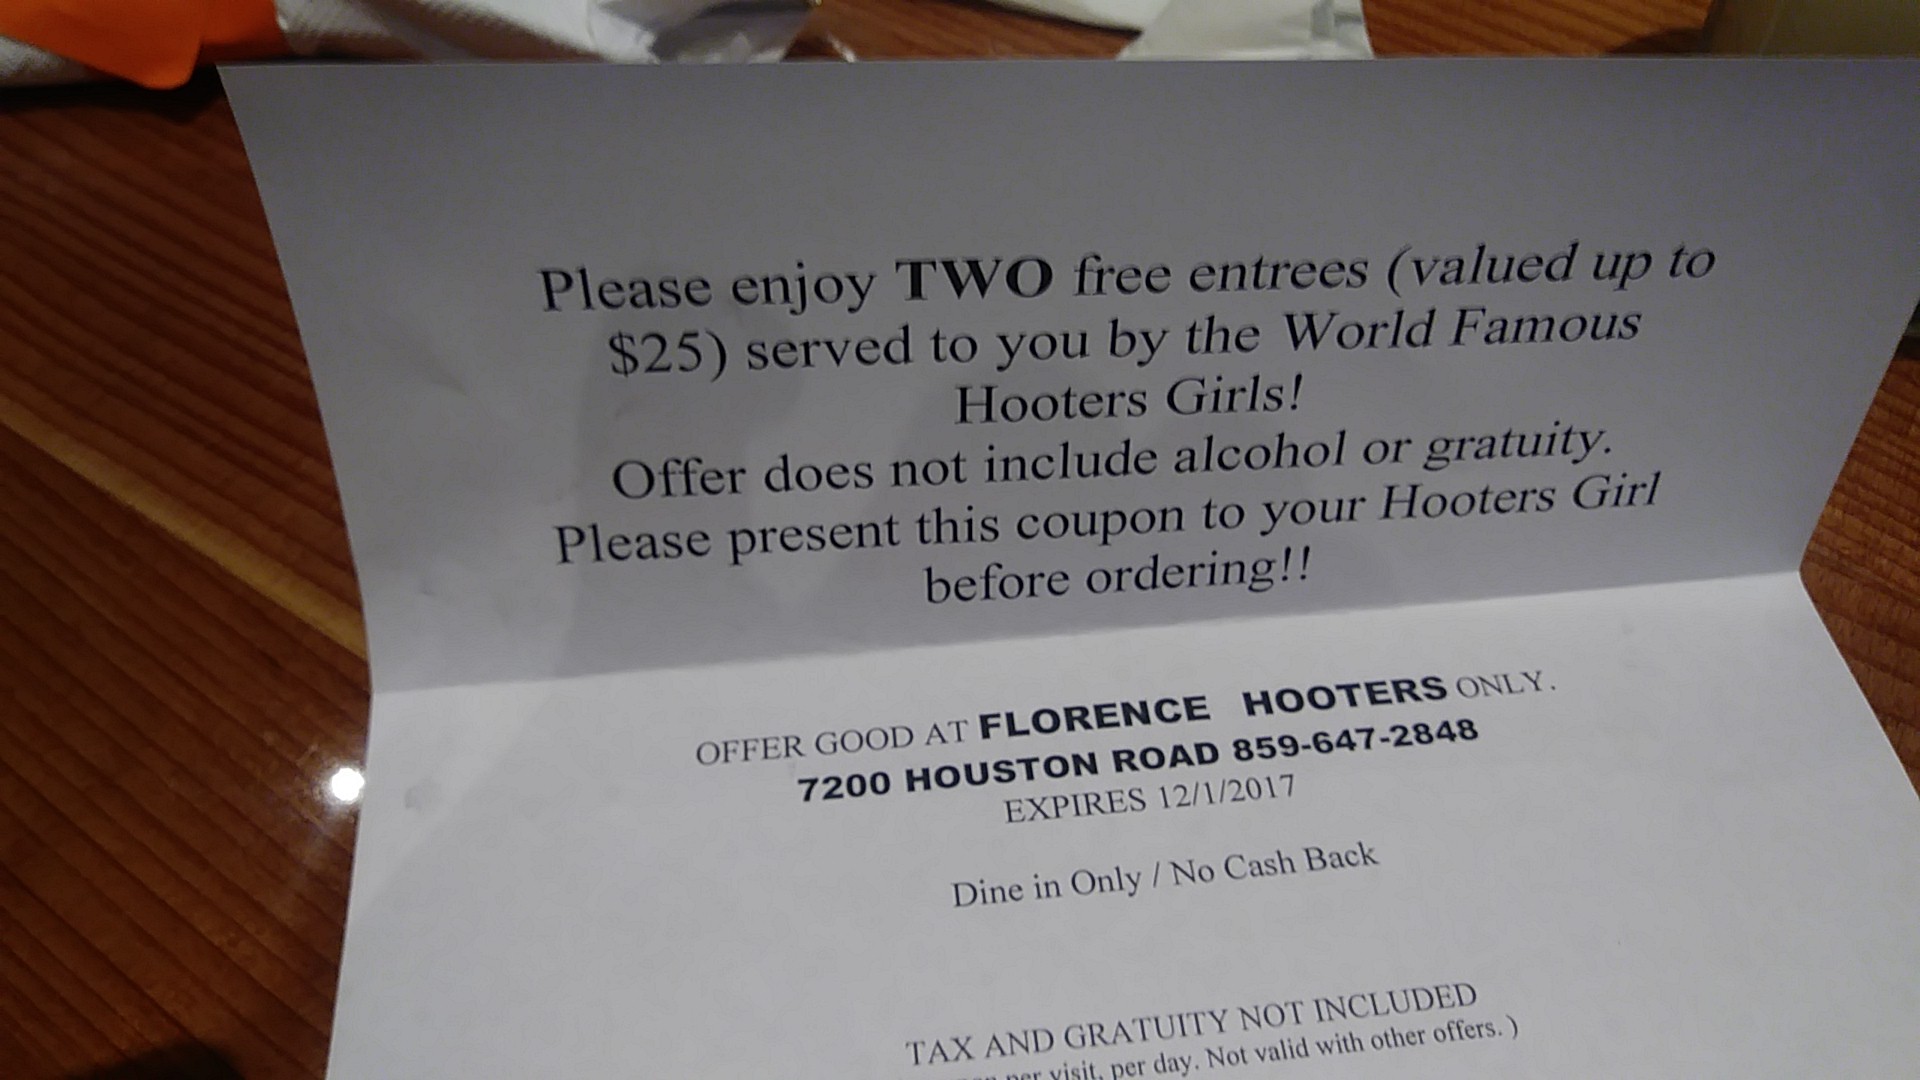 Please enjoy TWO free entrees (valued up to
$25) served to you by the World Famous
Hooters Girls!
Offer does not include alcohol or gratuity.
Please present this coupon to your Hooters Girl
before ordering!!
OFFER GOOD AT FLORENCE HOOTERS ONLY.
7200 HOUSTON ROAD 859-647-2848
EXPIRES 12/1/2017
Dine in Only / No Cash Back
TAX AND GRATUITY NOT INCLUDED
per visit, per day. Not valid with other offers. )